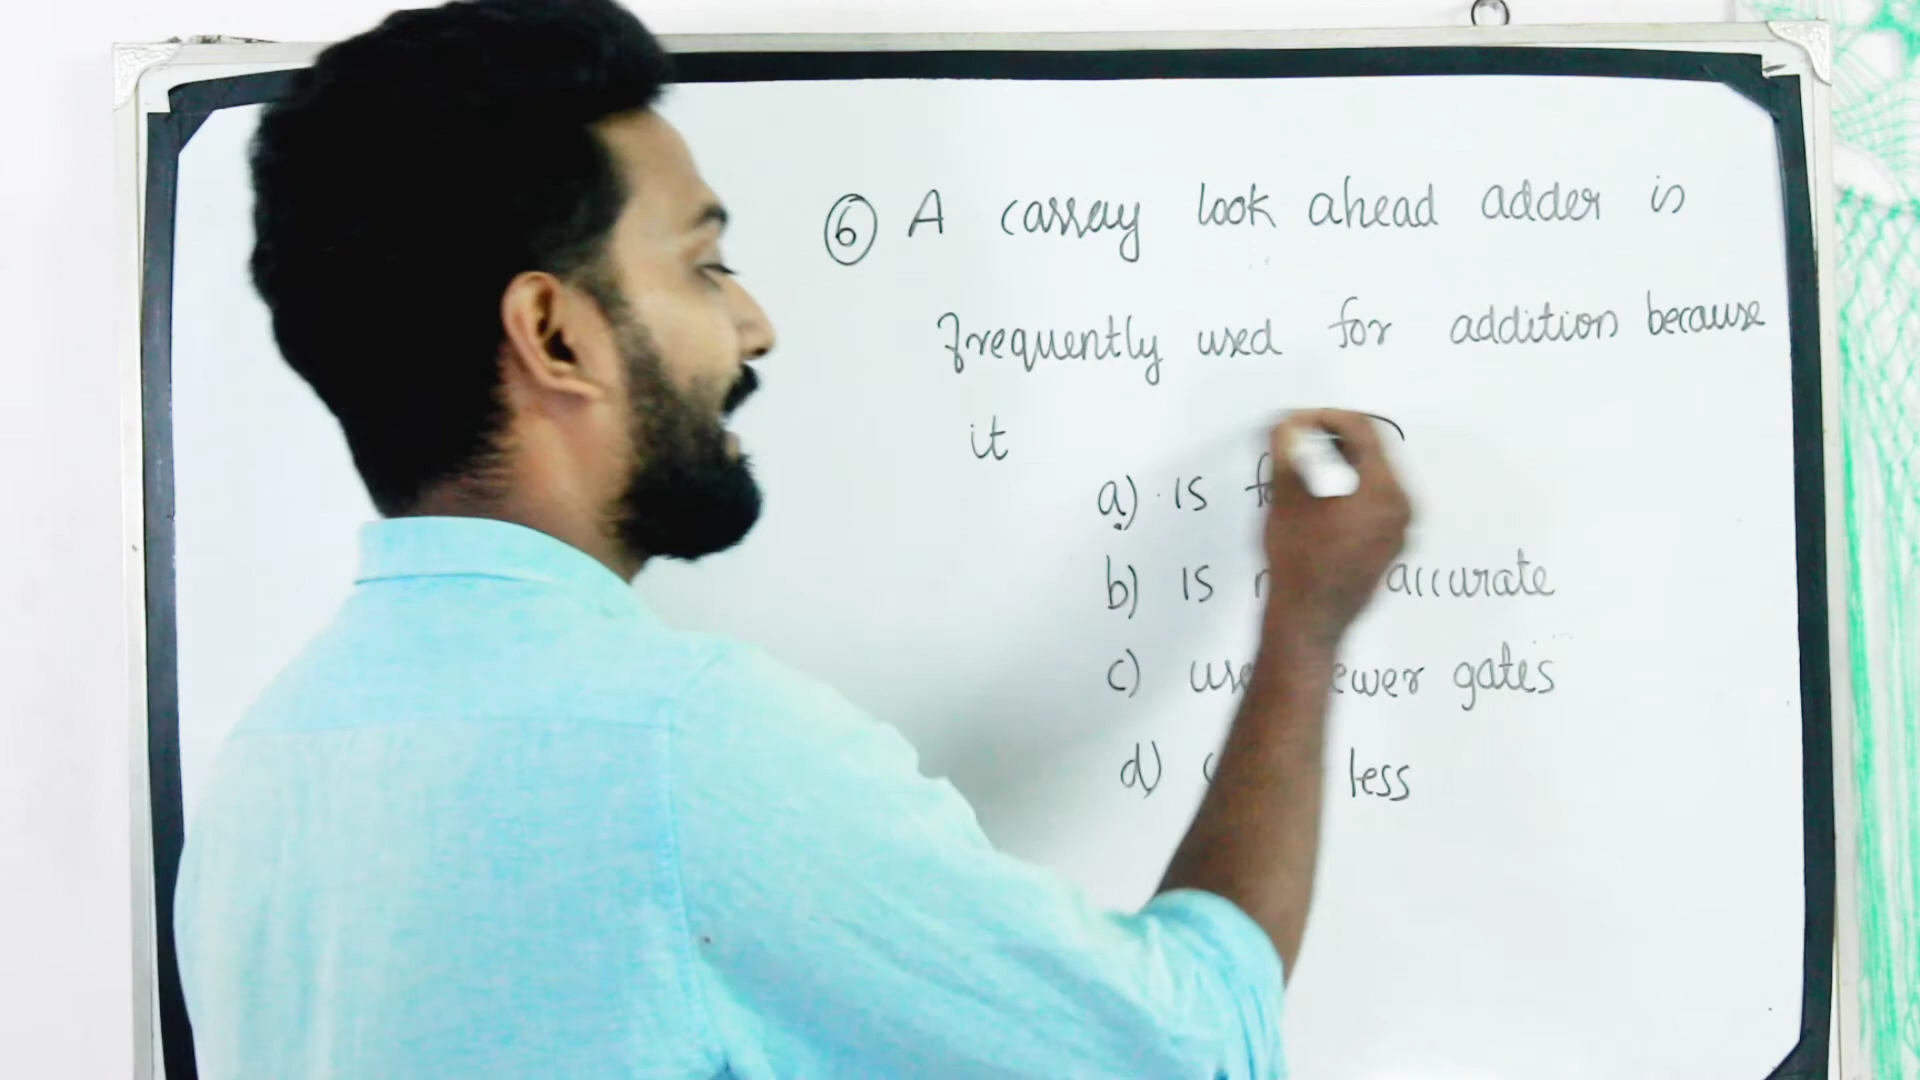 6 A carray look ahead adder is
frequently used for addition because
it
a) is
b) is accurate
c) gates
d) less